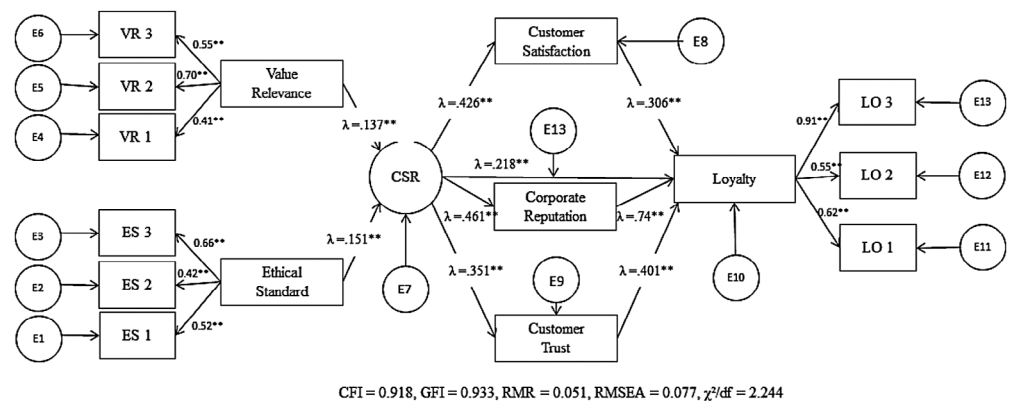 E6
VR 3
0.55**
E5
VR 2
0.70**
E4
VR 1
0.41**
Value
Relevance
λ=.137**
E3
ES 3
0.66**
E2
ES 2
0.42**
E1
ES 1
0.52**
Ethical
Standard
λ=.151**
CSR
E7
λ=.426**
Customer
Satisfaction
E8
λ=.306**
E13
λ=.218**
λ=.461**
Corporate
Reputation
λ=.74**
λ=.351**
E9
Customer
Trust
λ=.401**
Loyalty
E10
0.91**
LO 3
E13
0.55**
LO 2
E12
0.62**
LO 1
E11
CFI = 0.918, GFI = 0.933, RMR = 0.051, RMSEA = 0.077, χ²/df = 2.244